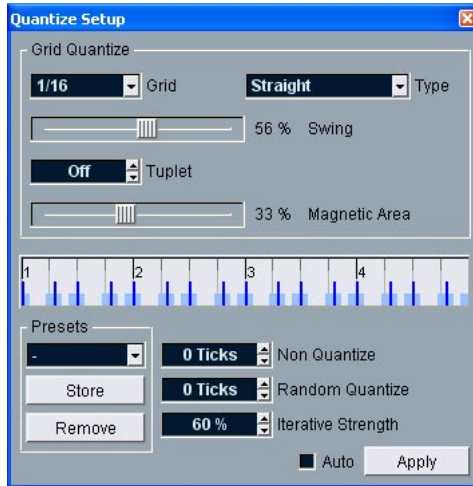 Quantize Setup
Grid Quantize
1/16 Grid Straight Type
56 % Swing
Off Tuplet
33 % Magnetic Area
1 2 3 4
Presets
- 0 Ticks Non Quantize
Store 0 Ticks Random Quantize
Remove 60 % Iterative Strength
Auto Apply